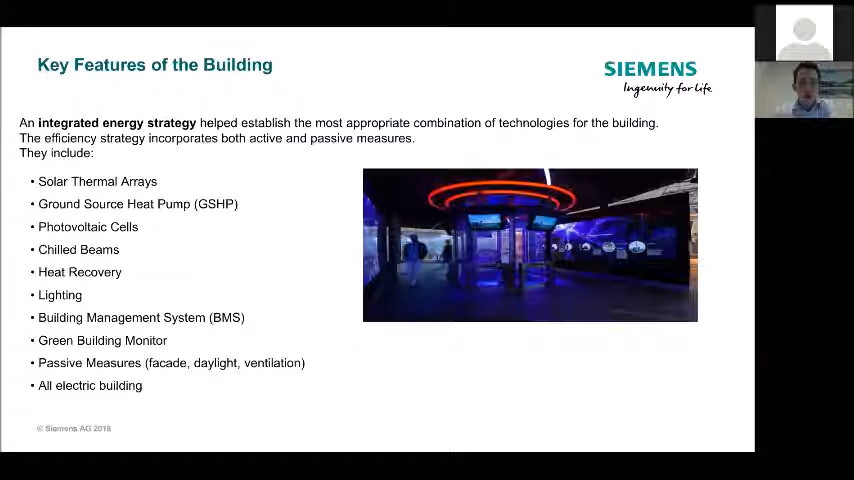 Key Features of the Building
SIEMENS
Ingenuity for life
An integrated energy strategy helped establish the most appropriate combination of technologies for the building.
The efficiency strategy incorporates both active and passive measures.
They include:
• Solar Thermal Arrays
• Ground Source Heat Pump (GSHP)
• Photovoltaic Cells
• Chilled Beams
• Heat Recovery
• Lighting
• Building Management System (BMS)
• Green Building Monitor
• Passive Measures (facade, daylight, ventilation)
• All electric building
© Siemens AG 2018